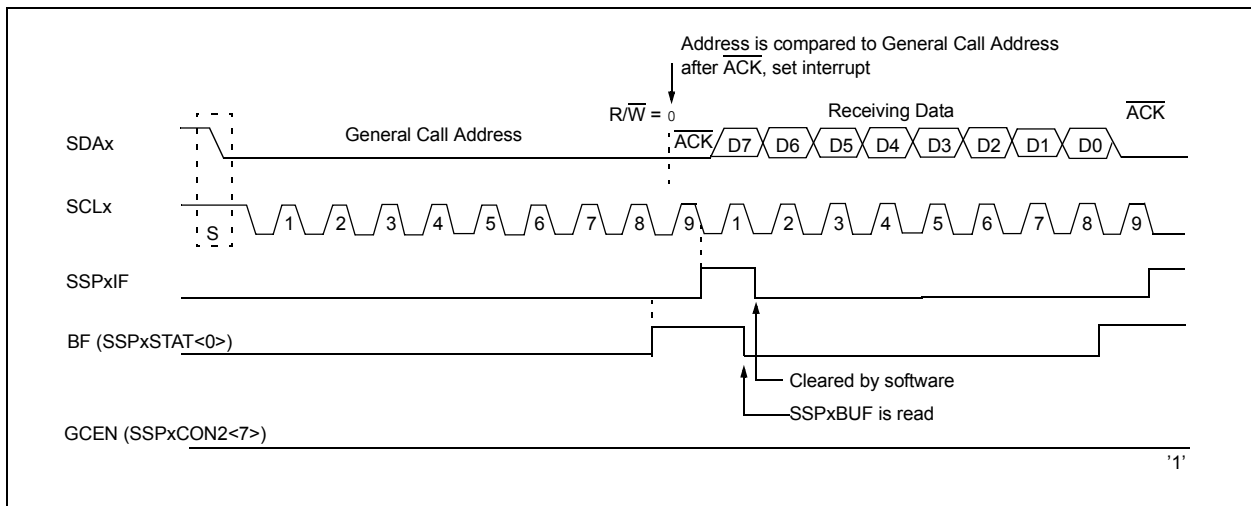 Address is compared to General Call Address
after ACK, set interrupt
R/W = 0
SDAx
General Call Address
ACK
Receiving Data
ACK
D7 D6 D5 D4 D3 D2 D1 D0
SCLx
S
1 2 3 4 5 6 7 8 9 1 2 3 4 5 6 7 8 9
SSPxIF
BF (SSPxSTAT<0>)
Cleared by software
SSPxBUF is read
GCEN (SSPxCON2<7>)
'1'